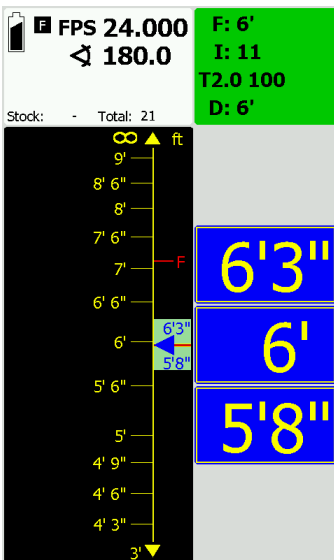 F FPS 24.000
180.0
Stock: - Total: 21
F: 6'
I: 11
T2.0 100
D: 6'
∞ ft
9'
8' 6"
8'
7' 6"
7'
F
6' 6"
6'3"
6'
5'8"
5' 6"
5'
4' 9"
4' 6"
4' 3"
3'
6'3"
6'
5'8"